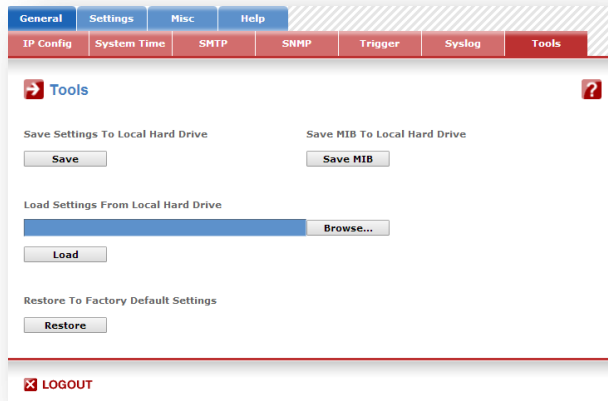 General Settings Misc Help
IP Config System Time SMTP SNMP Trigger Syslog Tools
Tools ?
Save Settings To Local Hard Drive Save MIB To Local Hard Drive
Save Save MIB
Load Settings From Local Hard Drive
Browse...
Load
Restore To Factory Default Settings
Restore
LOGOUT